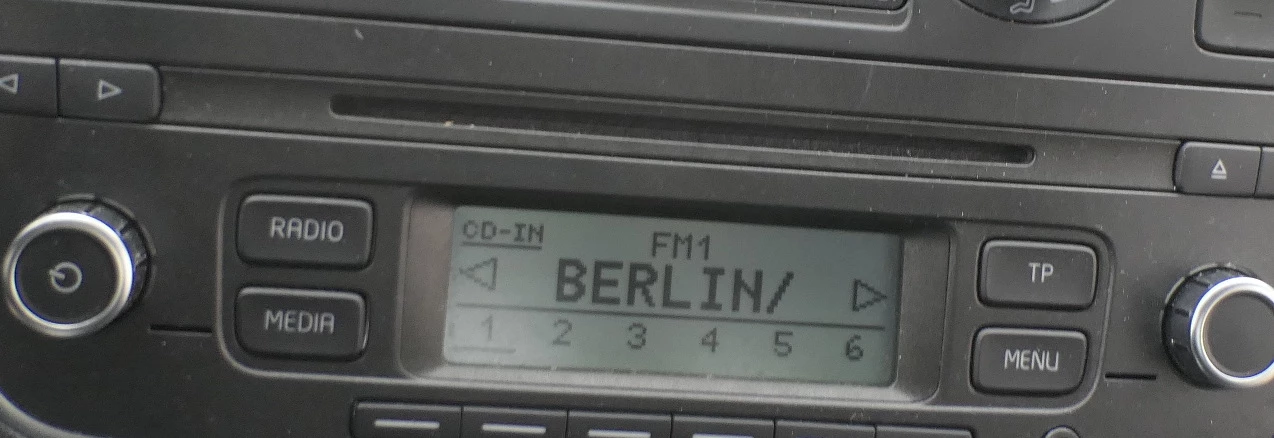 RADIO
MEDIA
CD-IN
FM1
BERLIN/
1 2 3 4 5 6
TP
MENU